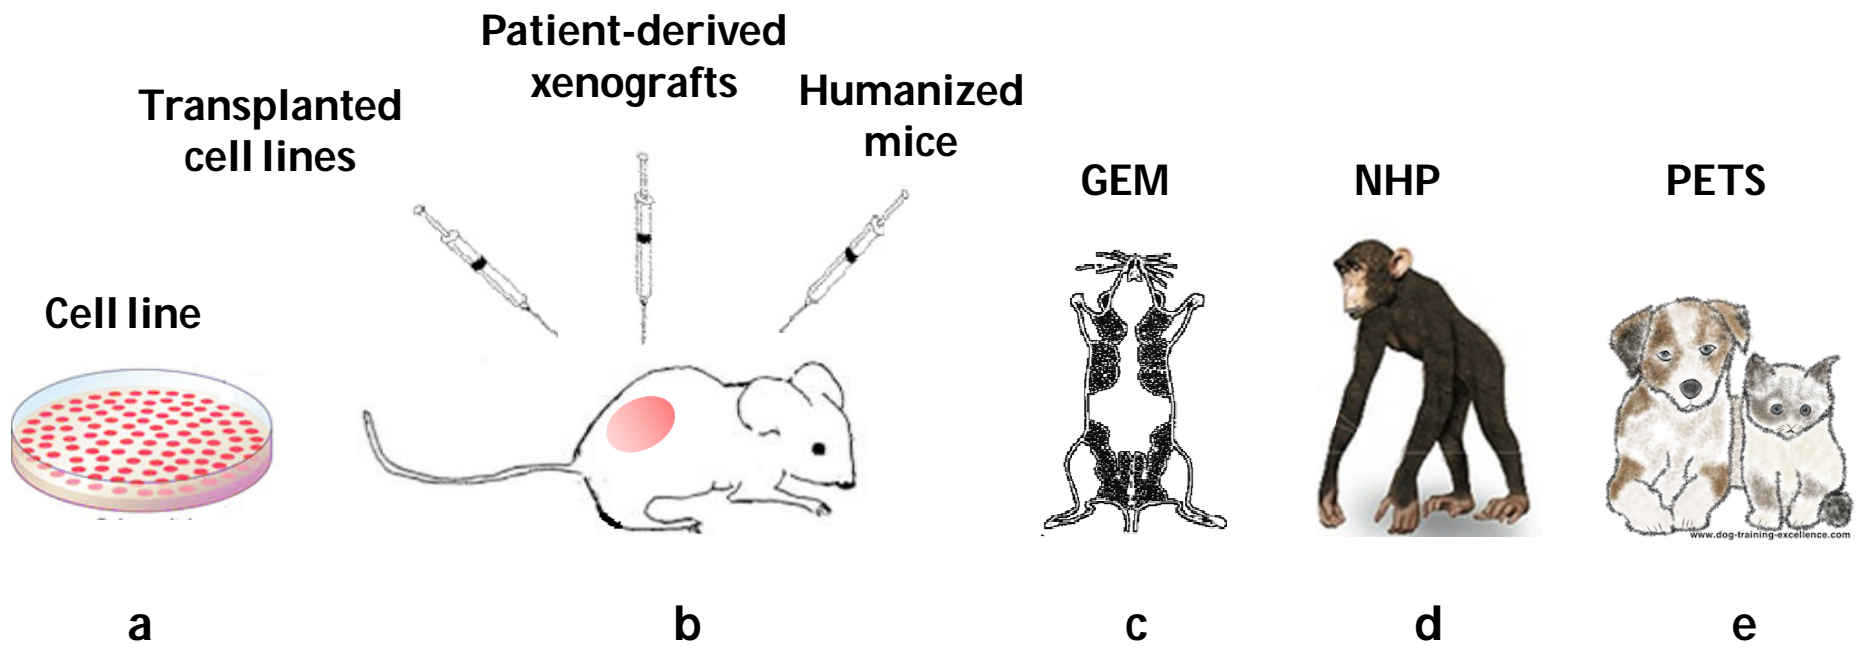 Patient-derived
xenografts
Transplanted
cell lines
Humanized
mice
GEM
NHP
PETS
Cell line
www.dog-training-excellence.com
a
b
c
d
e